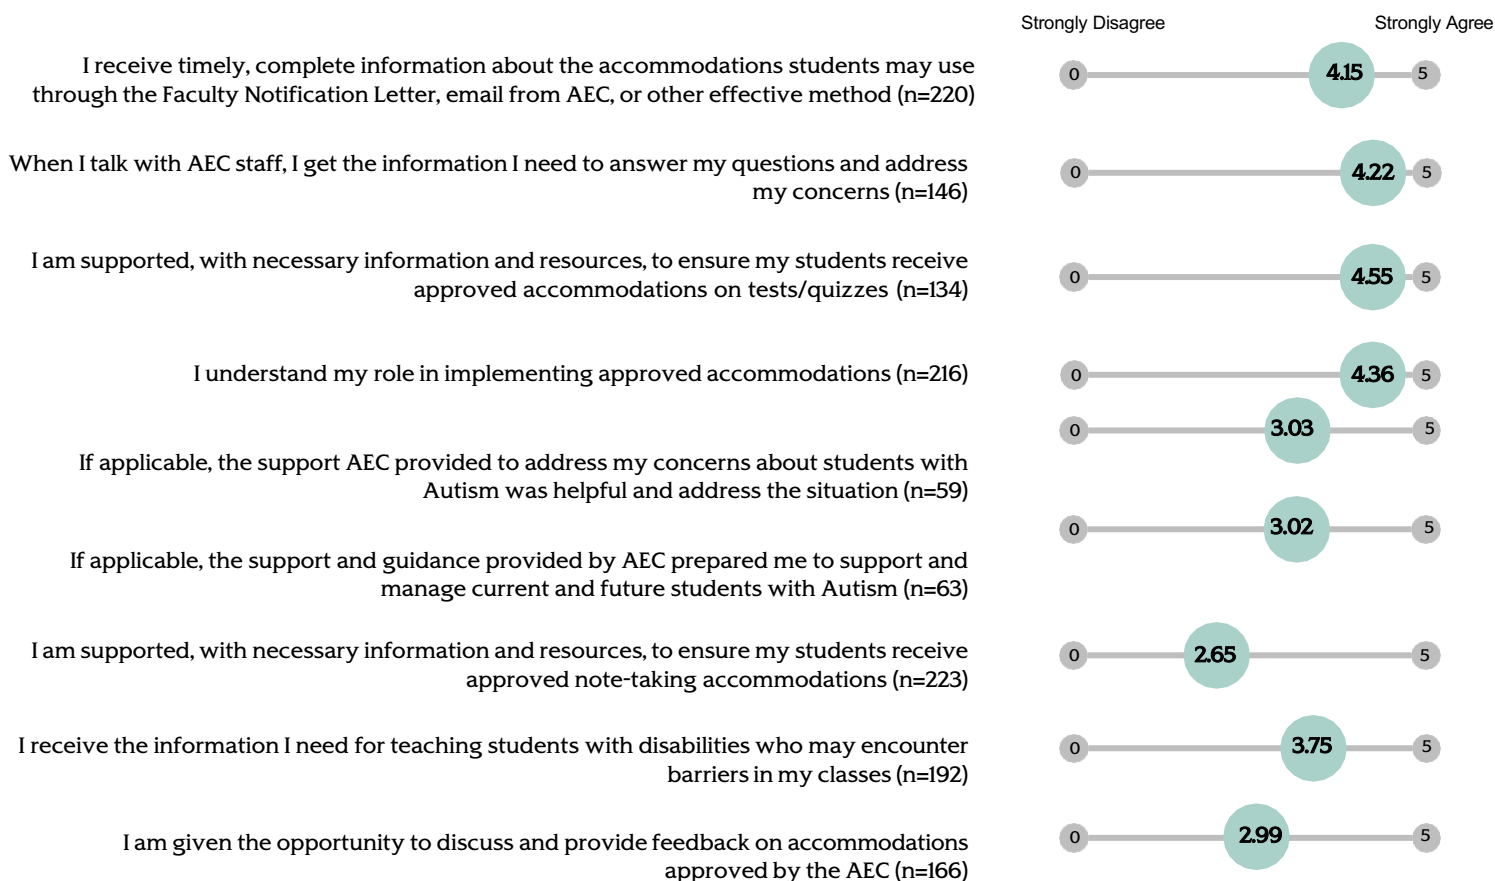 Strongly Disagree Strongly Agree
I receive timely, complete information about the accommodations students may use
through the Faculty Notification Letter, email from AEC, or other effective method (n=220)
0 4.15 5
When I talk with AEC staff, I get the information I need to answer my questions and address
my concerns (n=146)
0 4.22 5
I am supported, with necessary information and resources, to ensure my students receive
approved accommodations on tests/quizzes (n=134)
0 4.55 5
I understand my role in implementing approved accommodations (n=216)
0 4.36 5
0 3.03 5
If applicable, the support AEC provided to address my concerns about students with
Autism was helpful and address the situation (n=59)
0 3.02 5
If applicable, the support and guidance provided by AEC prepared me to support and
manage current and future students with Autism (n=63)
I am supported, with necessary information and resources, to ensure my students receive
approved note-taking accommodations (n=223)
0 2.65 5
I receive the information I need for teaching students with disabilities who may encounter
barriers in my classes (n=192)
0 3.75 5
I am given the opportunity to discuss and provide feedback on accommodations
approved by the AEC (n=166)
0 2.99 5